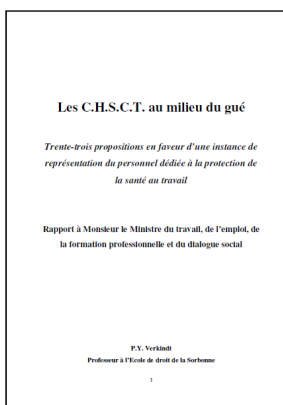 Les C.H.S.C.T. au milieu du gué
Trente-trois propositions en faveur d'une instance de
représentation du personnel dédiée à la protection de
la santé au travail
Rapport à Monsieur le Ministre du travail, de l'emploi, de
la formation professionnelle et du dialogue social
P.Y. Verkindt
Professeur à l'Ecole de droit de la Sorbonne
1